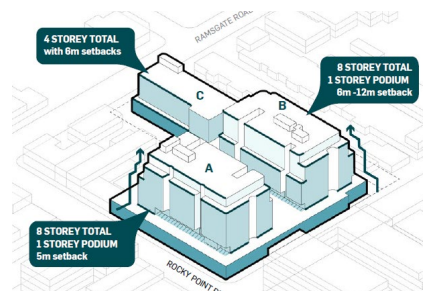 RAMSGATE ROAD
4 STOREY TOTAL
with 6m setbacks
8 STOREY TOTAL
1 STOREY PODIUM
6m -12m setback
C
B
A
8 STOREY TOTAL
1 STOREY PODIUM
5m setback
ROCKY POINT